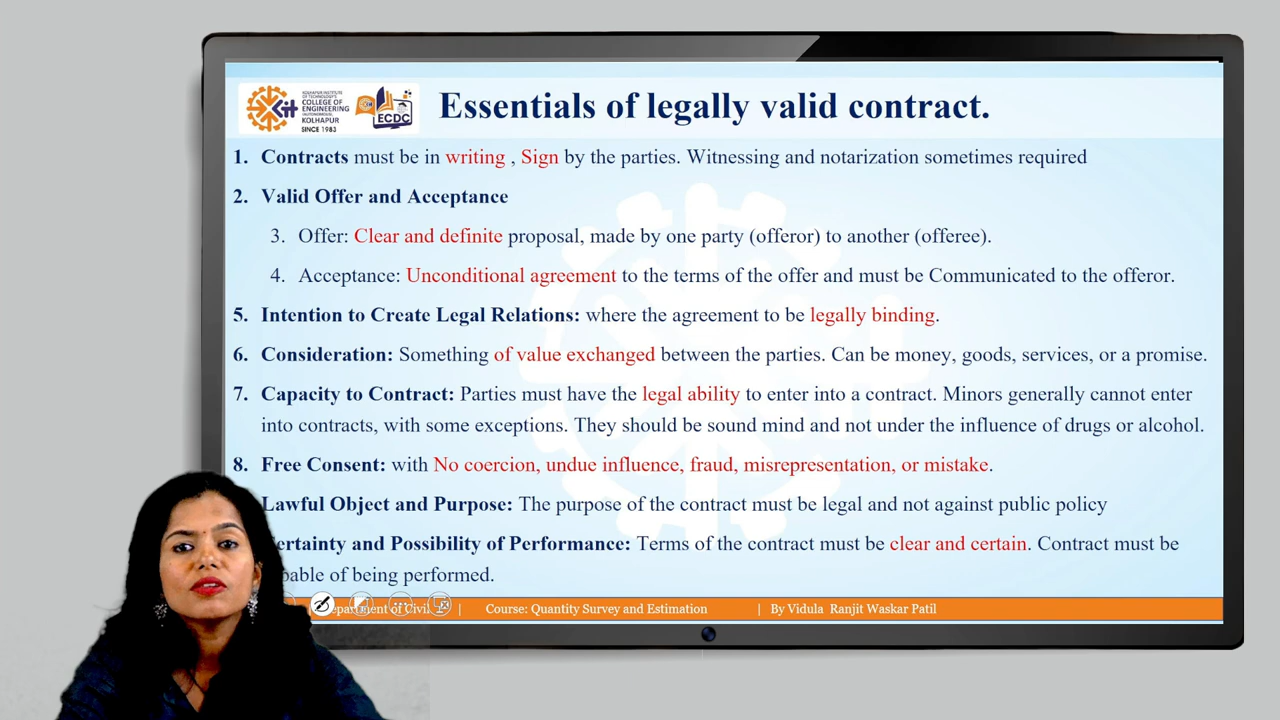 KOLHAPUR INSTITUTE
OF TECHNOLOGY'S
COLLEGE OF
ENGINEERING
(AUTONOMOUS),
KOLHAPUR
SINCE 1983
ECDC
Essentials of legally valid contract.
1. Contracts must be in writing , Sign by the parties. Witnessing and notarization sometimes required
2. Valid Offer and Acceptance
3. Offer: Clear and definite proposal, made by one party (offeror) to another (offeree).
4. Acceptance: Unconditional agreement to the terms of the offer and must be Communicated to the offeror.
5. Intention to Create Legal Relations: where the agreement to be legally binding.
6. Consideration: Something of value exchanged between the parties. Can be money, goods, services, or a promise.
7. Capacity to Contract: Parties must have the legal ability to enter into a contract. Minors generally cannot enter
into contracts, with some exceptions. They should be sound mind and not under the influence of drugs or alcohol.
8. Free Consent: with No coercion, undue influence, fraud, misrepresentation, or mistake.
Lawful Object and Purpose: The purpose of the contract must be legal and not against public policy
and Possibility of Performance: Terms of the contract must be clear and certain. Contract must be
of being performed.
of Civil | Course: Quantity Survey and Estimation | By Vidula Ranjit Waskar Patil